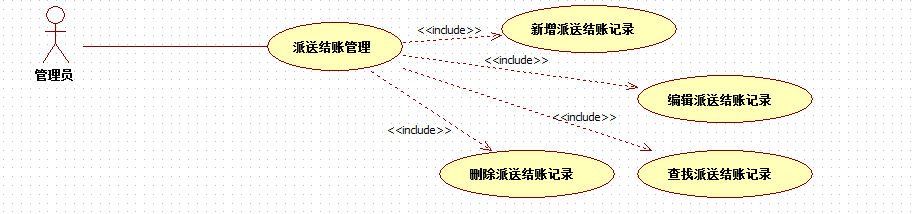 <<include>>
新增派送结账记录
派送结账管理
<<include>>
管理员
编辑派送结账记录
<<include>>
<<include>>
删除派送结账记录
查找派送结账记录